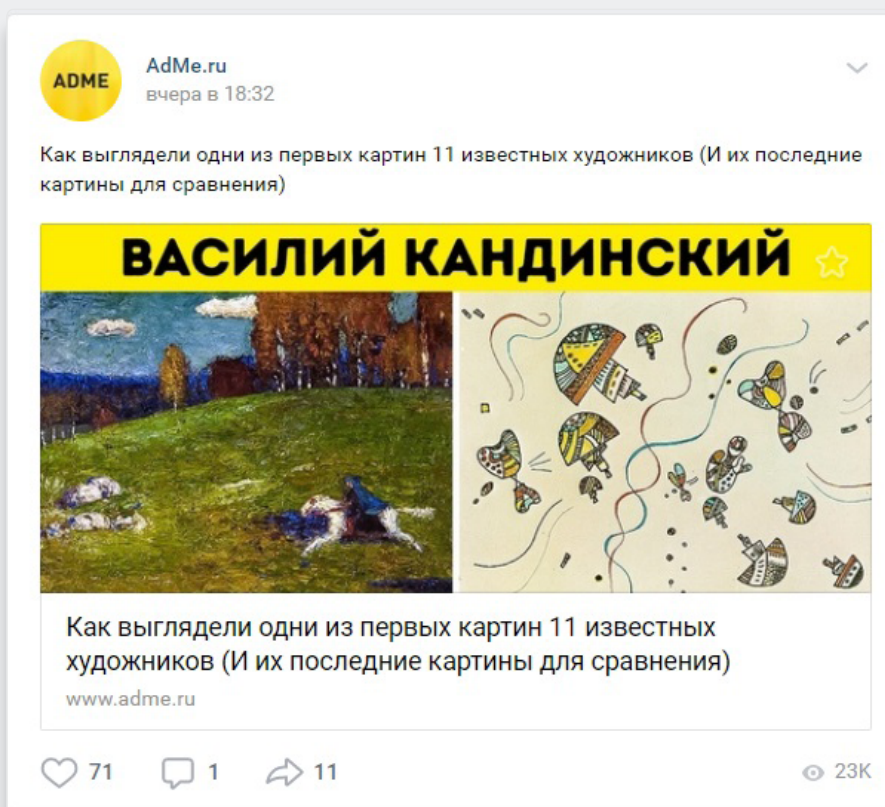 ADME
AdMe.ru
вчера в 18:32
Как выглядели одни из первых картин 11 известных художников (И их последние
картины для сравнения)
ВАСИЛИЙ КАНДИНСКИЙ
Как выглядели одни из первых картин 11 известных
художников (И их последние картины для сравнения)
www.adme.ru
71
1
11
23K